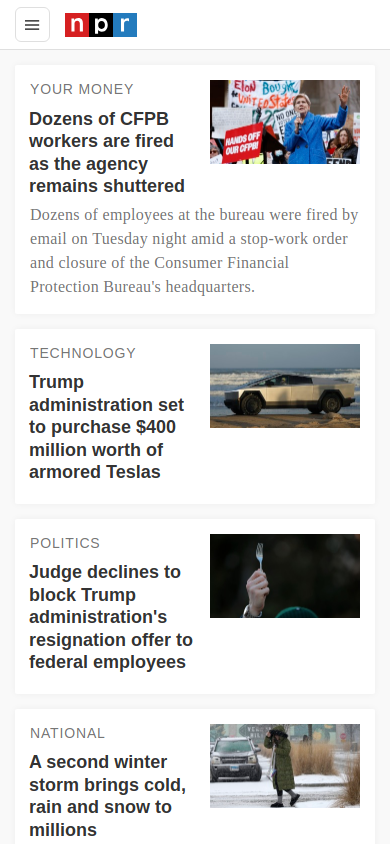 npr
YOUR MONEY
Dozens of CFPB
workers are fired
as the agency
remains shuttered
Elon Bought
United States
HANDS OFF
OUR CFPB!
Dozens of employees at the bureau were fired by
email on Tuesday night amid a stop-work order
and closure of the Consumer Financial
Protection Bureau's headquarters.
TECHNOLOGY
Trump
administration set
to purchase $400
million worth of
armored Teslas
POLITICS
Judge declines to
block Trump
administration's
resignation offer to
federal employees
NATIONAL
A second winter
storm brings cold,
rain and snow to
millions